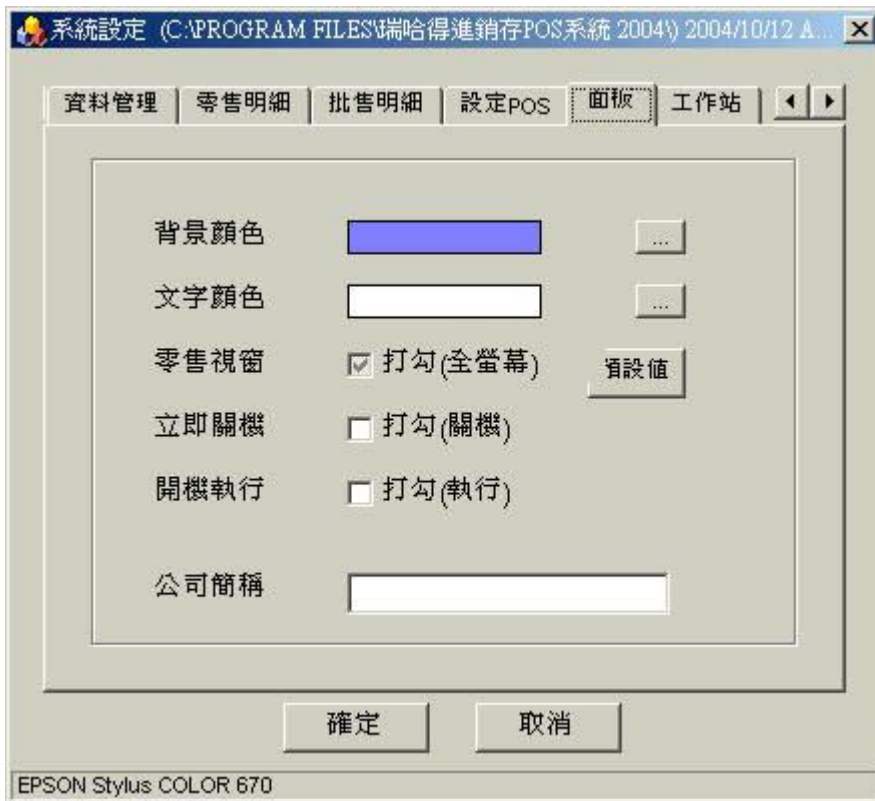 系統設定 (C:\PROGRAM FILES\瑞哈得進銷存POS系統 2004\) 2004/10/12 A...
資料管理 零售明細 批售明細 設定POS 面板 工作站
背景顏色 ...
文字顏色 ...
零售視窗 打勾(全螢幕) 預設值
立即關機 打勾(關機)
開機執行 打勾(執行)
公司簡稱
確定 取消
EPSON Stylus COLOR 670